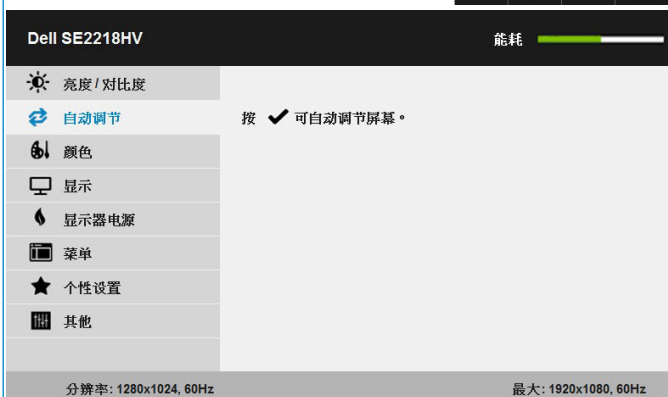 Dell SE2218HV 能耗
亮度 / 对比度
自动调节 按 ✔ 可自动调节屏幕。
颜色
显示
显示器电源
菜单
个性设置
其他
分辨率: 1280x1024, 60Hz 最大: 1920x1080, 60Hz